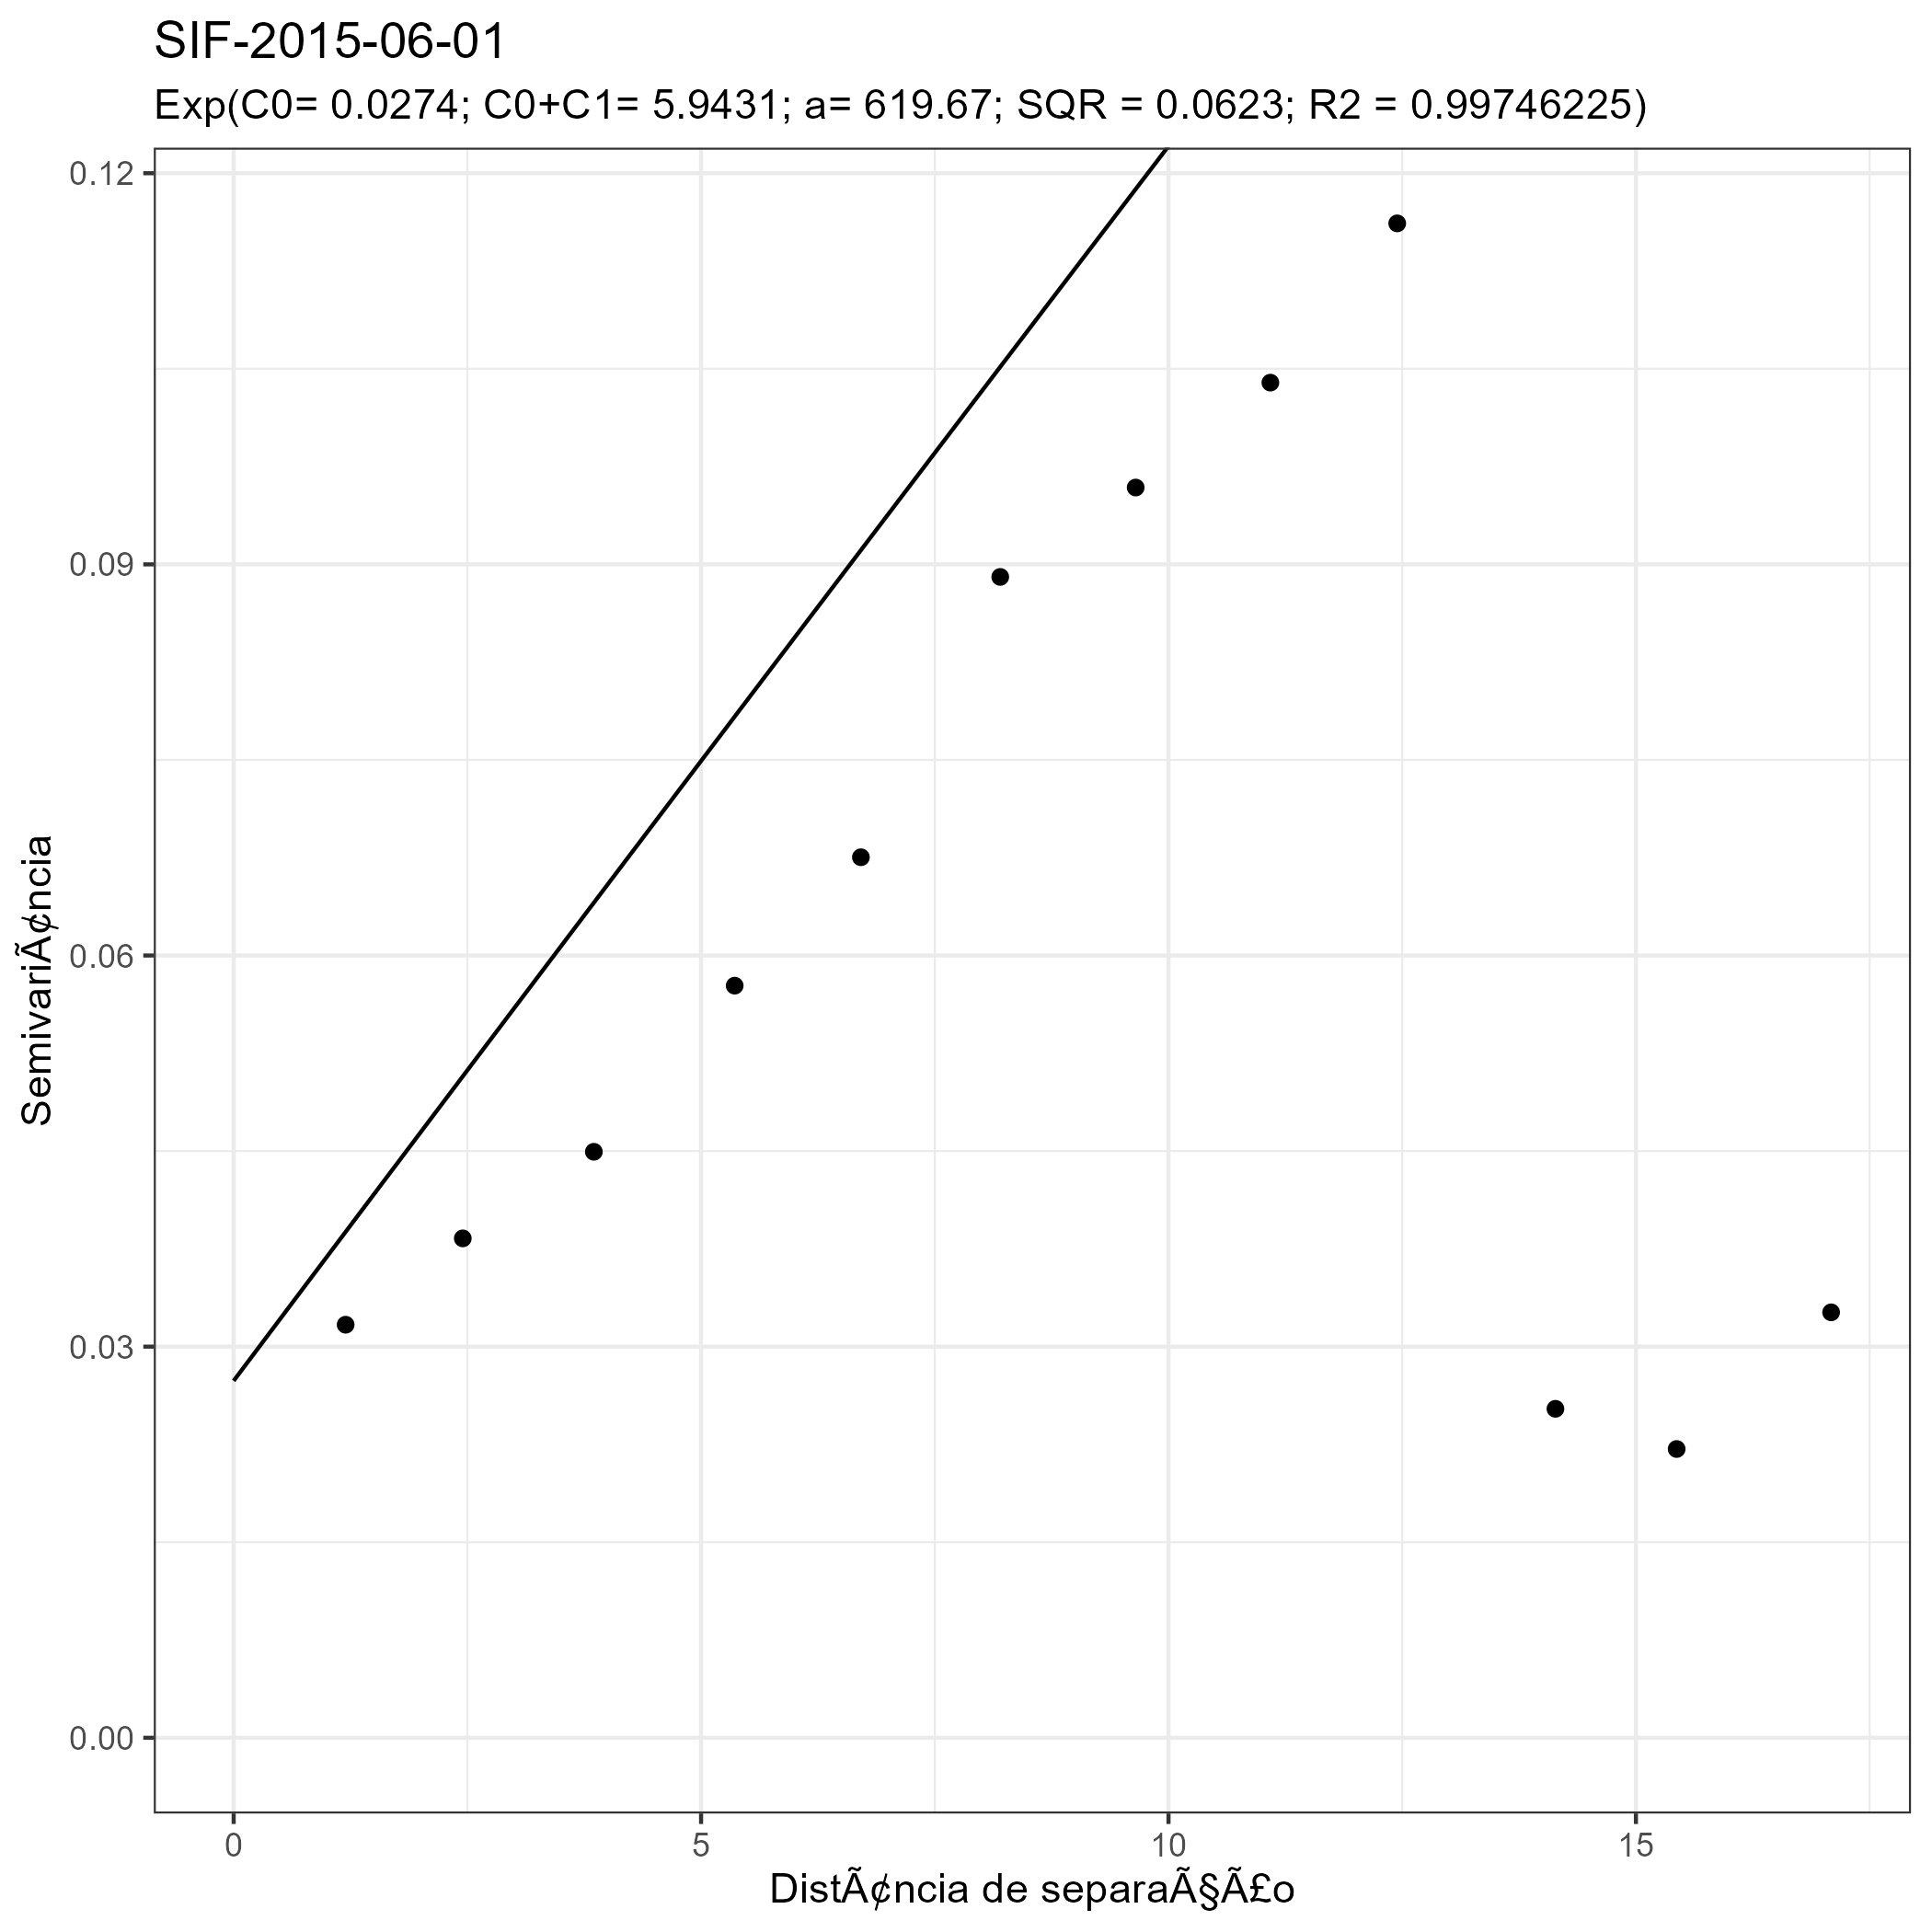 SIF-2015-06-01
Exp(C0= 0.0274; C0+C1= 5.9431; a= 619.67; SQR = 0.0623; R2 = 0.99746225)
0.12
0.09
0.06
0.03
0.00
SemivariÃ¢ncia
0 5 10 15
DistÃ¢ncia de separaÃ§Ã£o